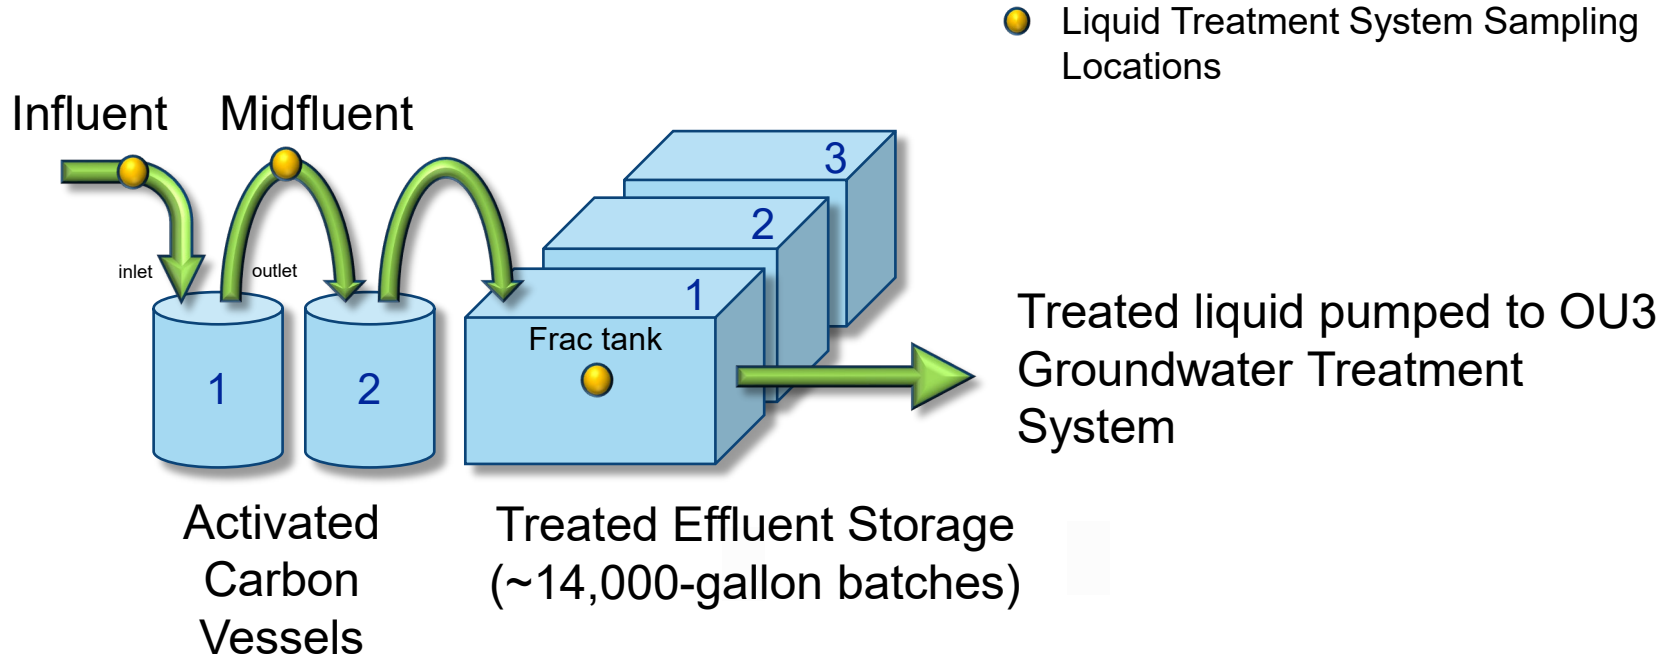 Liquid Treatment System Sampling
Locations
Influent
Midfluent
3
2
inlet
outlet
1
Treated liquid pumped to OU3
Groundwater Treatment
System
Frac tank
1
2
Activated
Carbon
Vessels
Treated Effluent Storage
(~14,000-gallon batches)